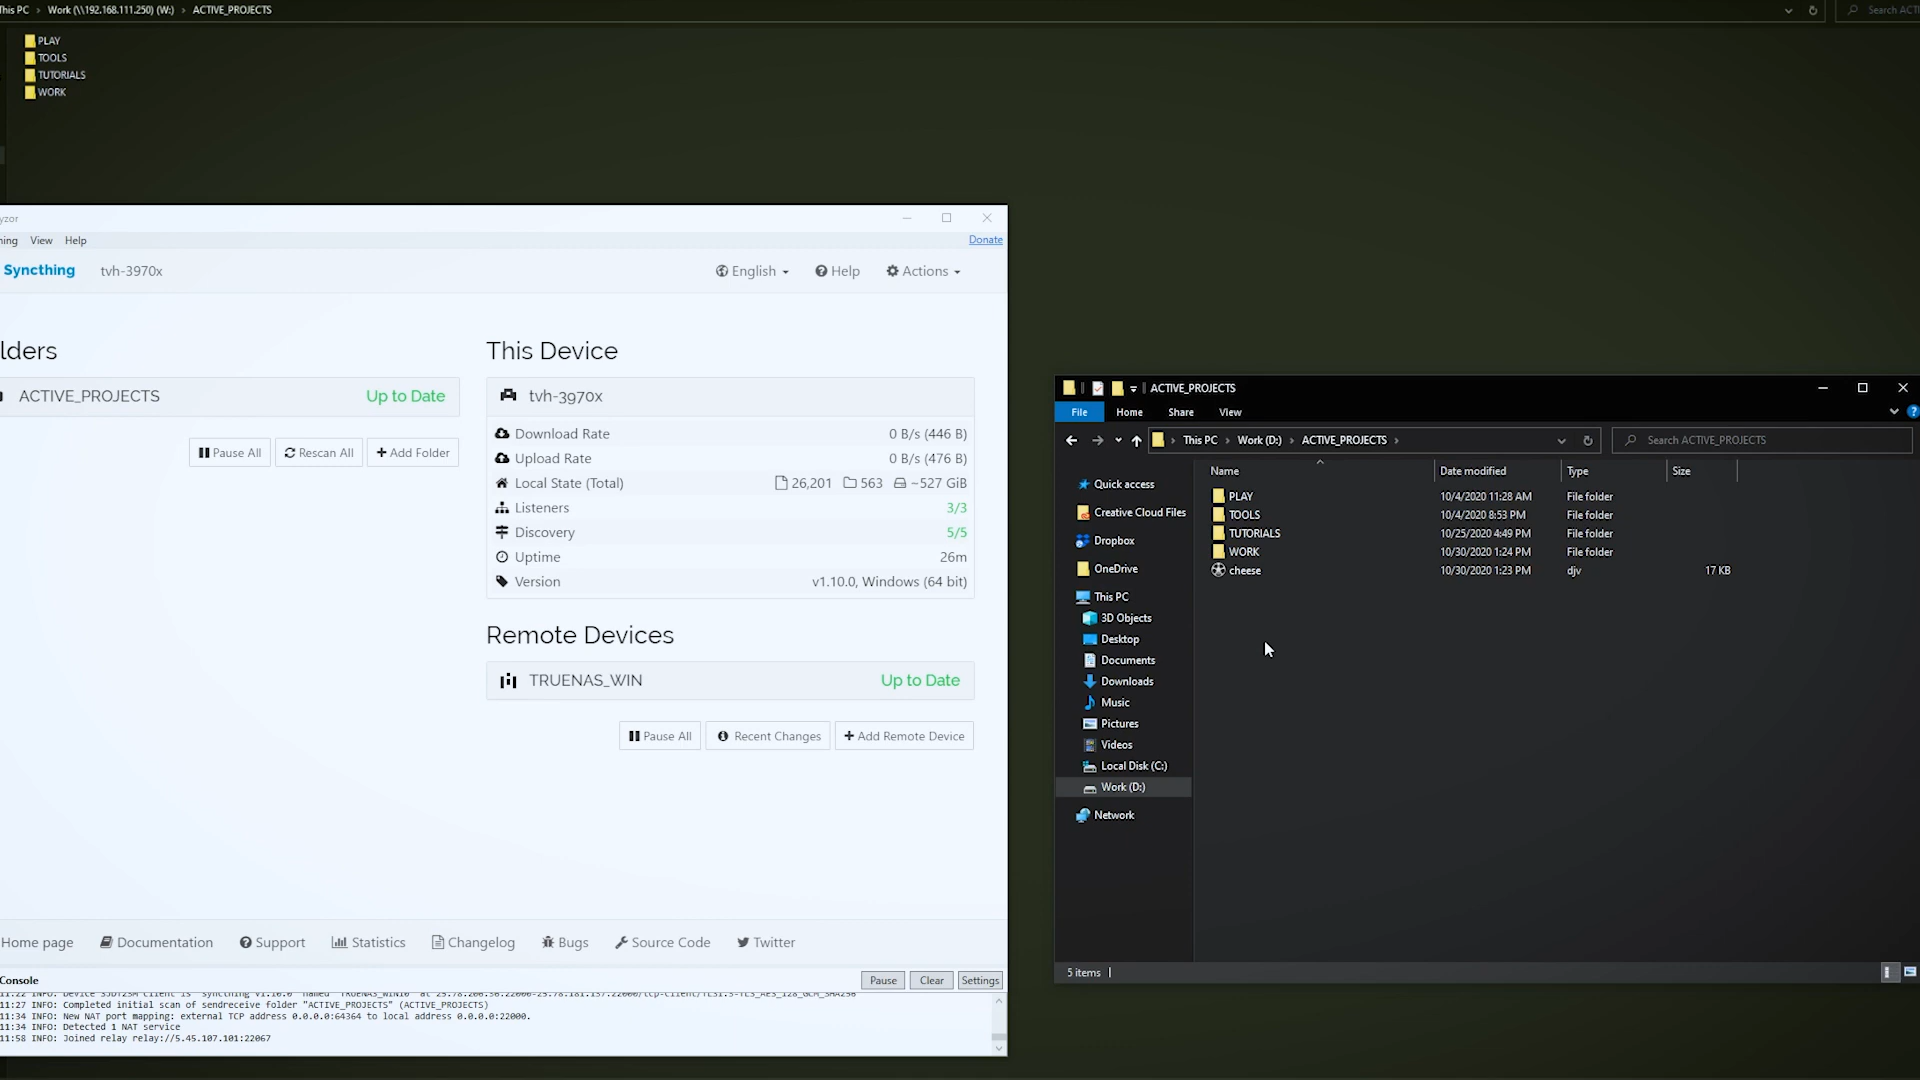 This PC > Work (\\192.168.111.250) (W:) > ACTIVE_PROJECTS
Search ACTI
PLAY
TOOLS
TUTORIALS
WORK
yzor
ning View Help
Donate
Syncthing tvh-3970x
English Help Actions
lders
ACTIVE_PROJECTS Up to Date
Pause All Rescan All + Add Folder
This Device
tvh-3970x
Download Rate 0 B/s (446 B)
Upload Rate 0 B/s (476 B)
Local State (Total) 26,201 563 ~527 GiB
Listeners 3/3
Discovery 5/5
Uptime 26m
Version v1.10.0, Windows (64 bit)
Remote Devices
TRUENAS_WIN Up to Date
Pause All Recent Changes + Add Remote Device
Home page Documentation Support Statistics Changelog Bugs Source Code Twitter
Console
Pause Clear Settings
11:27 INFO: Completed initial scan of sendreceive folder "ACTIVE_PROJECTS" (ACTIVE_PROJECTS)
11:34 INFO: New NAT port mapping: external TCP address 0.0.0.0:64364 to local address 0.0.0.0:22000.
11:34 INFO: Detected 1 NAT service
11:58 INFO: Joined relay relay://5.45.107.101:22067
ACTIVE_PROJECTS
File Home Share View
This PC > Work (D:) > ACTIVE_PROJECTS >
Search ACTIVE_PROJECTS
Quick access
Creative Cloud Files
Dropbox
OneDrive
This PC
3D Objects
Desktop
Documents
Downloads
Music
Pictures
Videos
Local Disk (C:)
Work (D:)
Network
Name Date modified Type Size
PLAY 10/4/2020 11:28 AM File folder
TOOLS 10/4/2020 8:53 PM File folder
TUTORIALS 10/25/2020 4:49 PM File folder
WORK 10/30/2020 1:24 PM File folder
cheese 10/30/2020 1:23 PM djv 17 KB
5 items